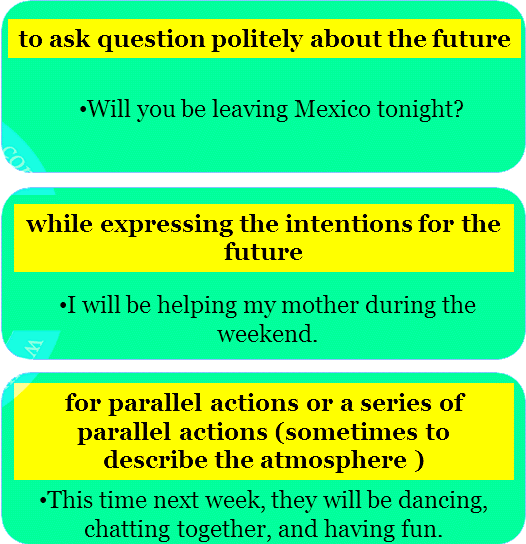 to ask question politely about the future
•Will you be leaving Mexico tonight?
while expressing the intentions for the
future
•I will be helping my mother during the
weekend.
for parallel actions or a series of
parallel actions (sometimes to
describe the atmosphere )
•This time next week, they will be dancing,
chatting together, and having fun.